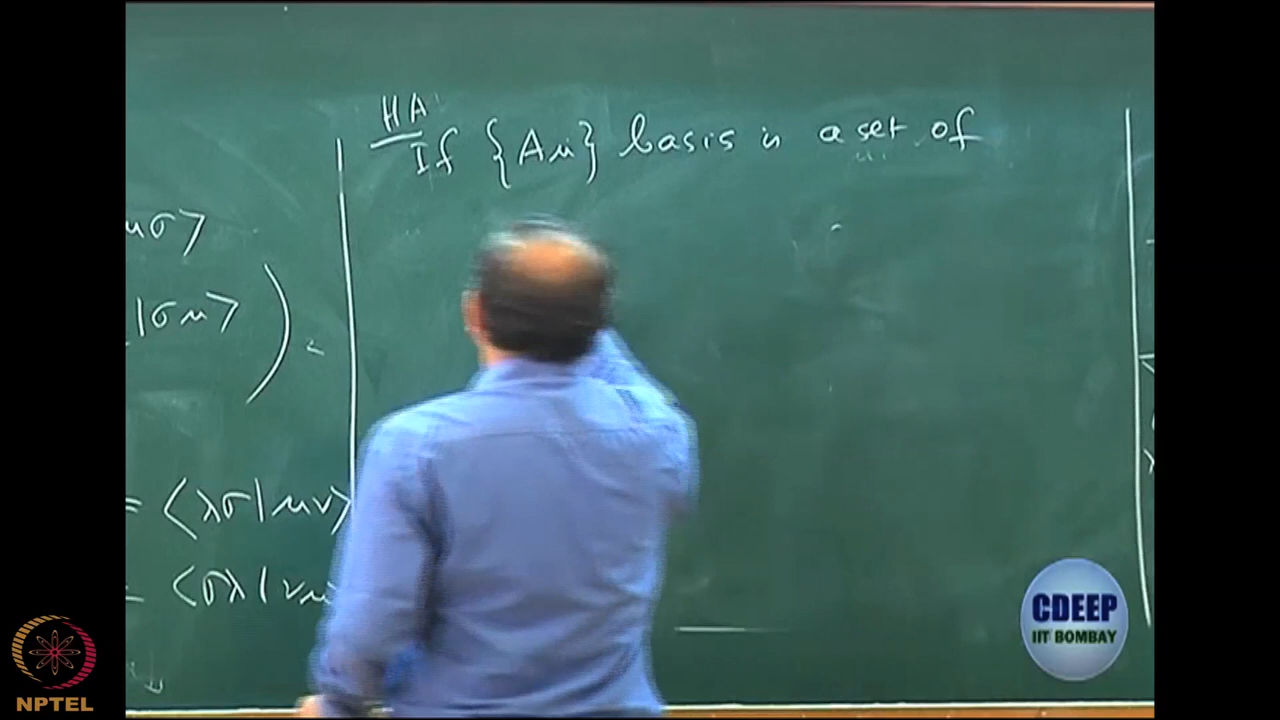 HA
If {Aμ} basis is a set of
μσ>
|σμ> ) .
= <λσ|μν>
= <σλ|νμ
CDEEP
IIT BOMBAY
NPTEL